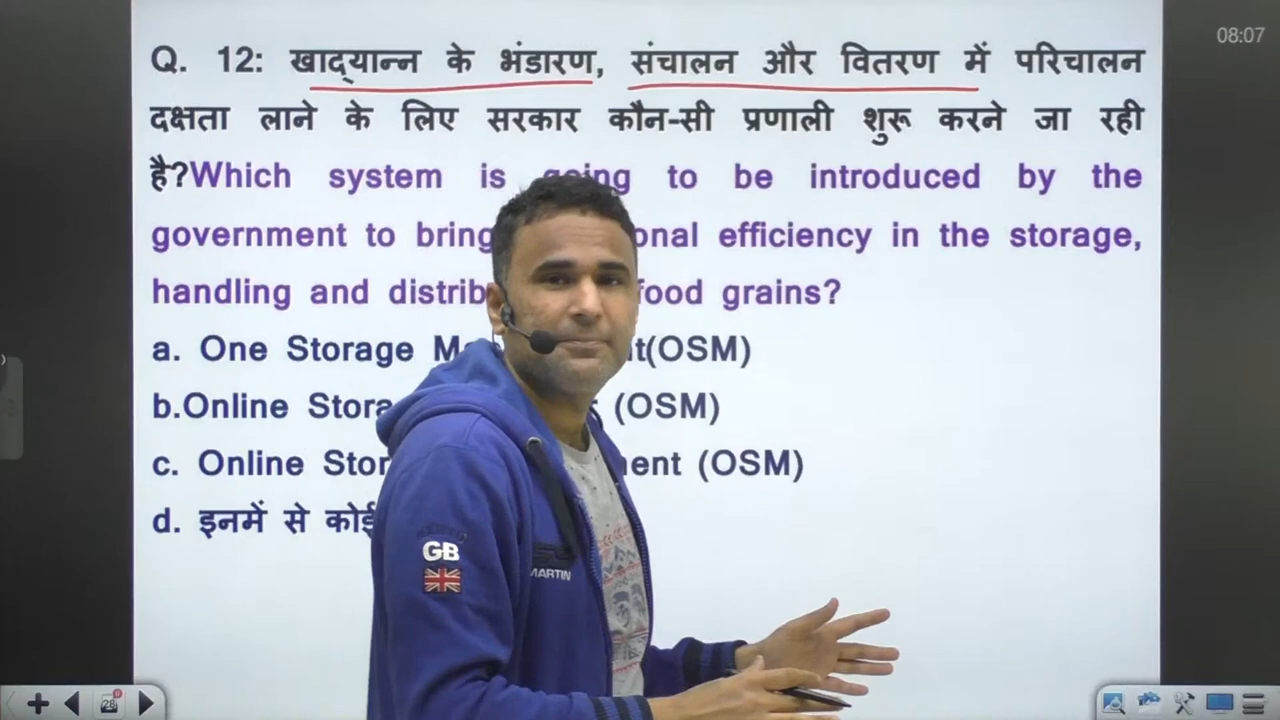 08:07
Q. 12: खाद्यान्न के भंडारण, संचालन और वितरण में परिचालन
दक्षता लाने के लिए सरकार कौन-सी प्रणाली शुरू करने जा रही
है?Which system is going to be introduced by the
government to bring efficiency in the storage,
handling and food grains?
a. One Storage (OSM)
b.Online (OSM)
c. Online (OSM)
d. इनमें से कोई
GB
MARTIN
28